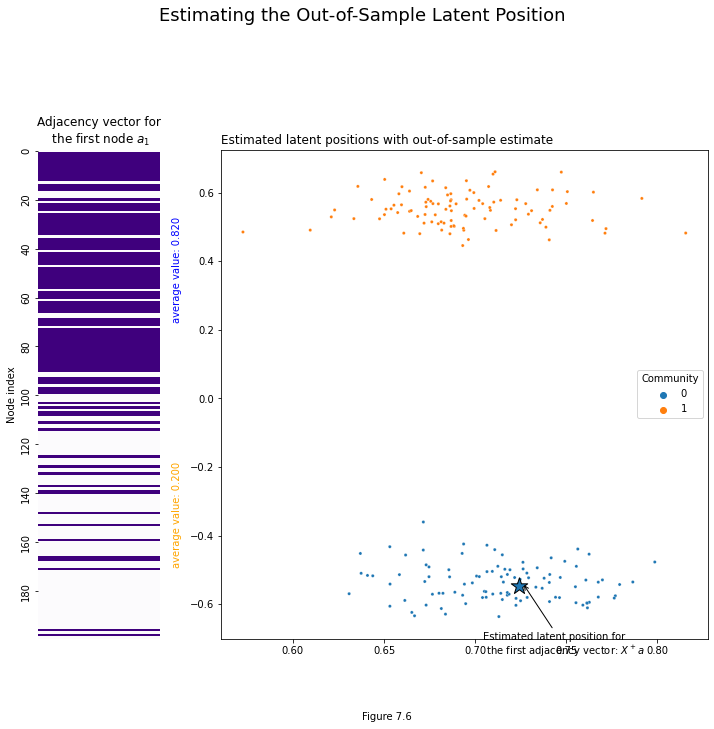 Estimating the Out-of-Sample Latent Position
Adjacency vector for
the first node a₁
Node index
0
20
40
60
80
100
120
140
160
180
average value: 0.820
average value: 0.200
Estimated latent positions with out-of-sample estimate
0.6
0.4
0.2
0.0
−0.2
−0.4
−0.6
0.60
0.65
0.70
0.75
0.80
Community
0
1
Estimated latent position for
the first adjacency vector: X⁺a
Figure 7.6